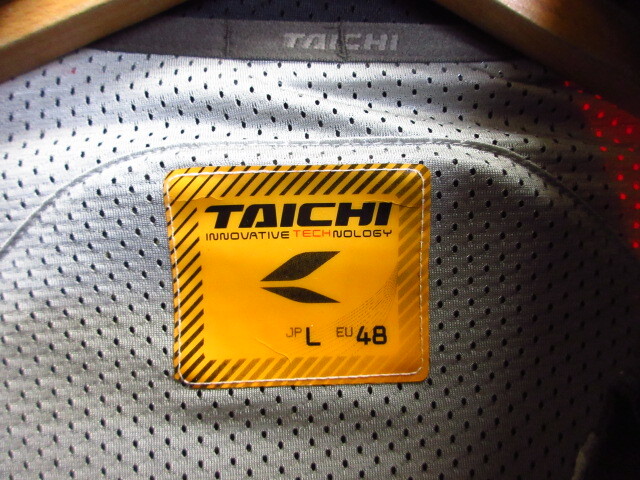 TAICHI
TAICHI
INNOVATIVE TECHNOLOGY
JP L EU 48